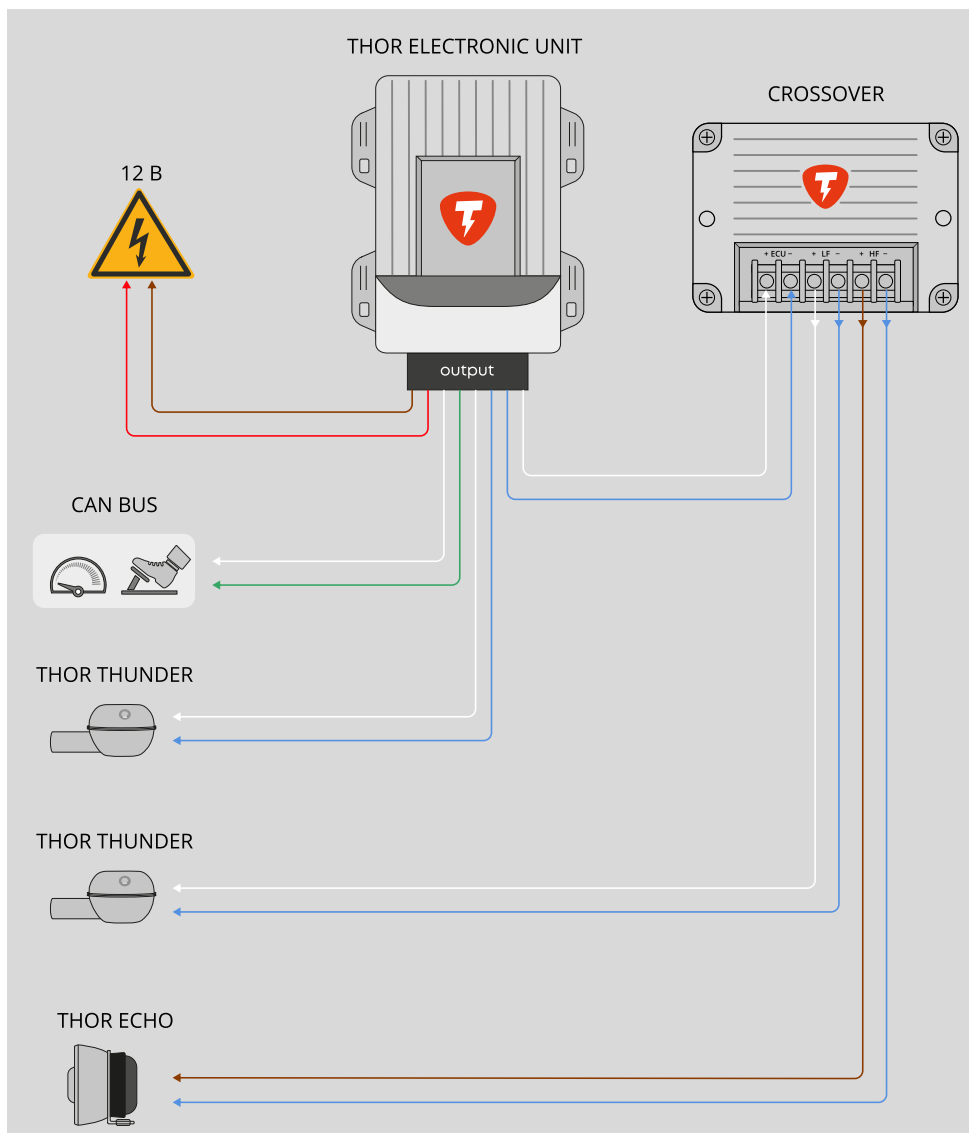 THOR ELECTRONIC UNIT
CROSSOVER
12 В
+ ECU − + LF − + HF −
output
CAN BUS
THOR THUNDER
THOR THUNDER
THOR ECHO